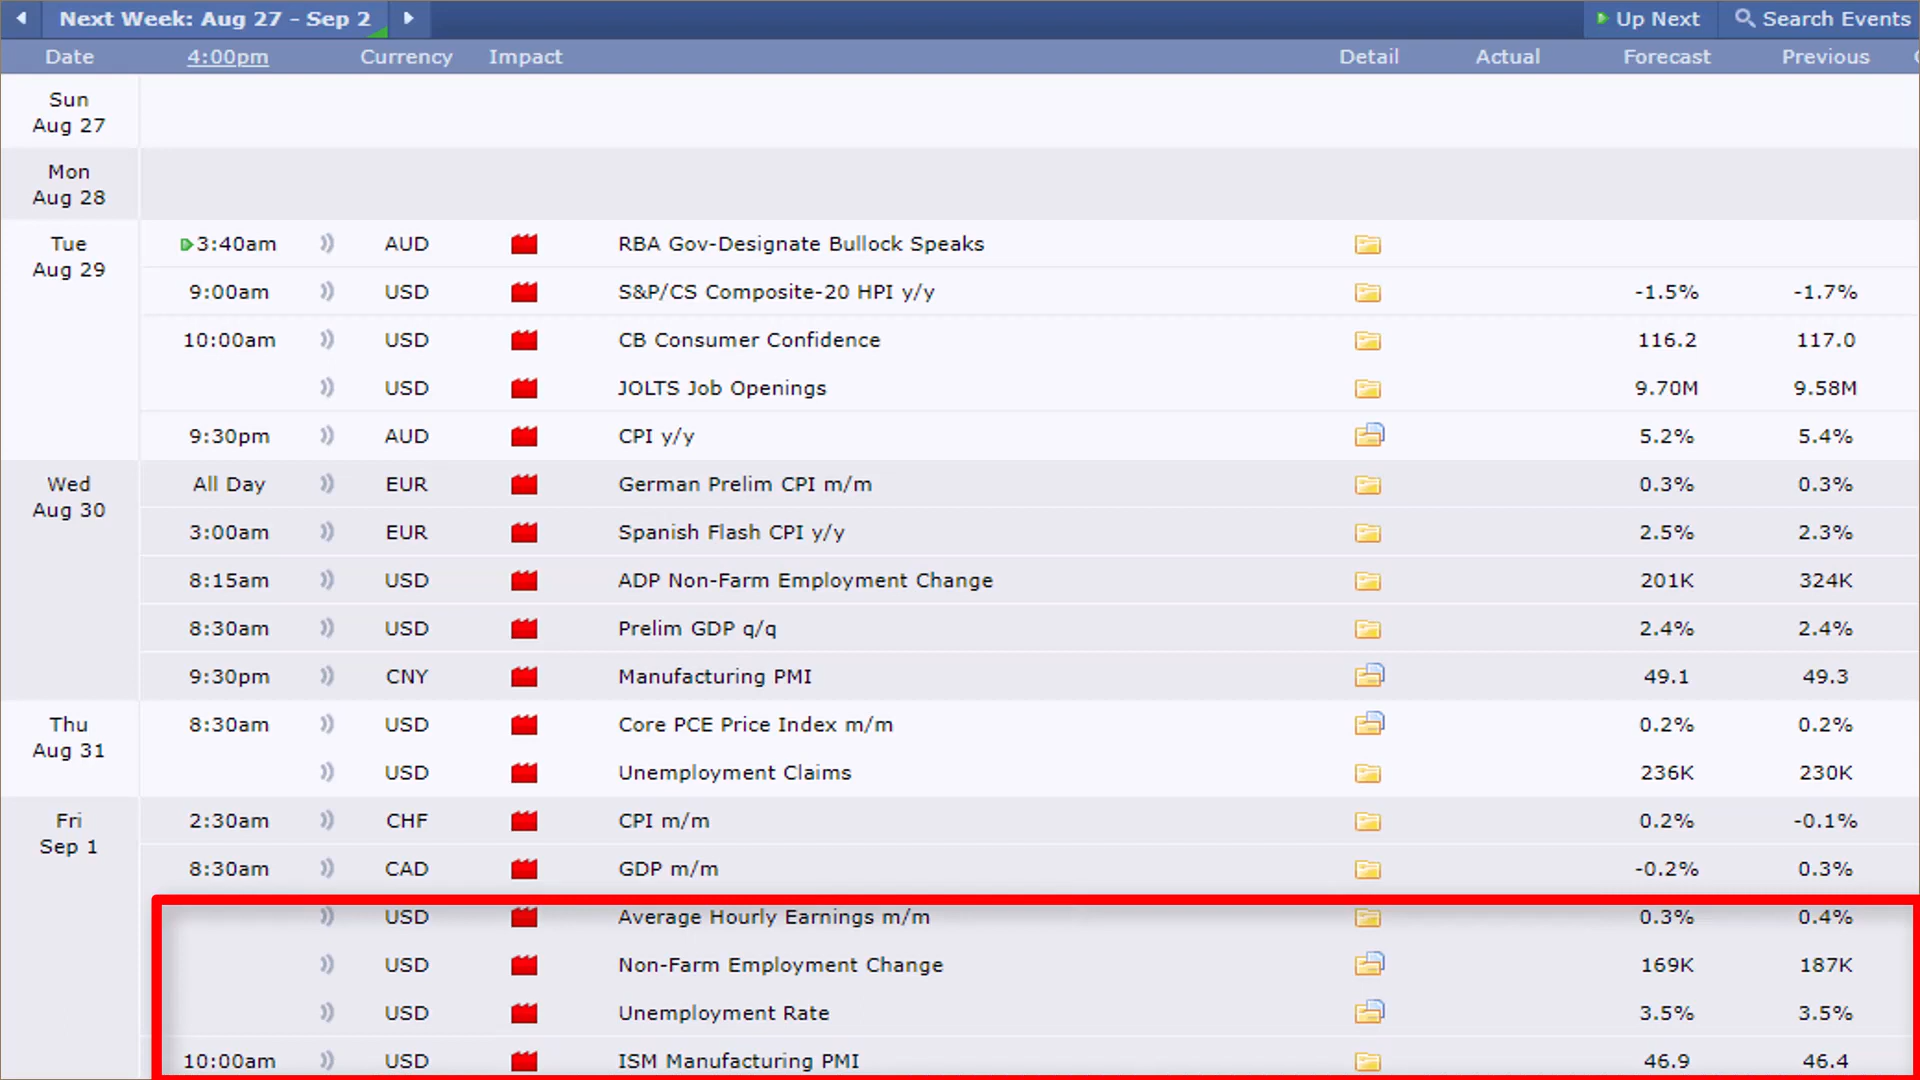 Next Week: Aug 27 - Sep 2 Up Next Search Events
Date 4:00pm Currency Impact Detail Actual Forecast Previous
Sun
Aug 27
Mon
Aug 28
Tue
Aug 29
3:40am AUD RBA Gov-Designate Bullock Speaks
9:00am USD S&P/CS Composite-20 HPI y/y -1.5% -1.7%
10:00am USD CB Consumer Confidence 116.2 117.0
USD JOLTS Job Openings 9.70M 9.58M
9:30pm AUD CPI y/y 5.2% 5.4%
Wed
Aug 30
All Day EUR German Prelim CPI m/m 0.3% 0.3%
3:00am EUR Spanish Flash CPI y/y 2.5% 2.3%
8:15am USD ADP Non-Farm Employment Change 201K 324K
8:30am USD Prelim GDP q/q 2.4% 2.4%
9:30pm CNY Manufacturing PMI 49.1 49.3
Thu
Aug 31
8:30am USD Core PCE Price Index m/m 0.2% 0.2%
USD Unemployment Claims 236K 230K
Fri
Sep 1
2:30am CHF CPI m/m 0.2% -0.1%
8:30am CAD GDP m/m -0.2% 0.3%
USD Average Hourly Earnings m/m 0.3% 0.4%
USD Non-Farm Employment Change 169K 187K
USD Unemployment Rate 3.5% 3.5%
10:00am USD ISM Manufacturing PMI 46.9 46.4